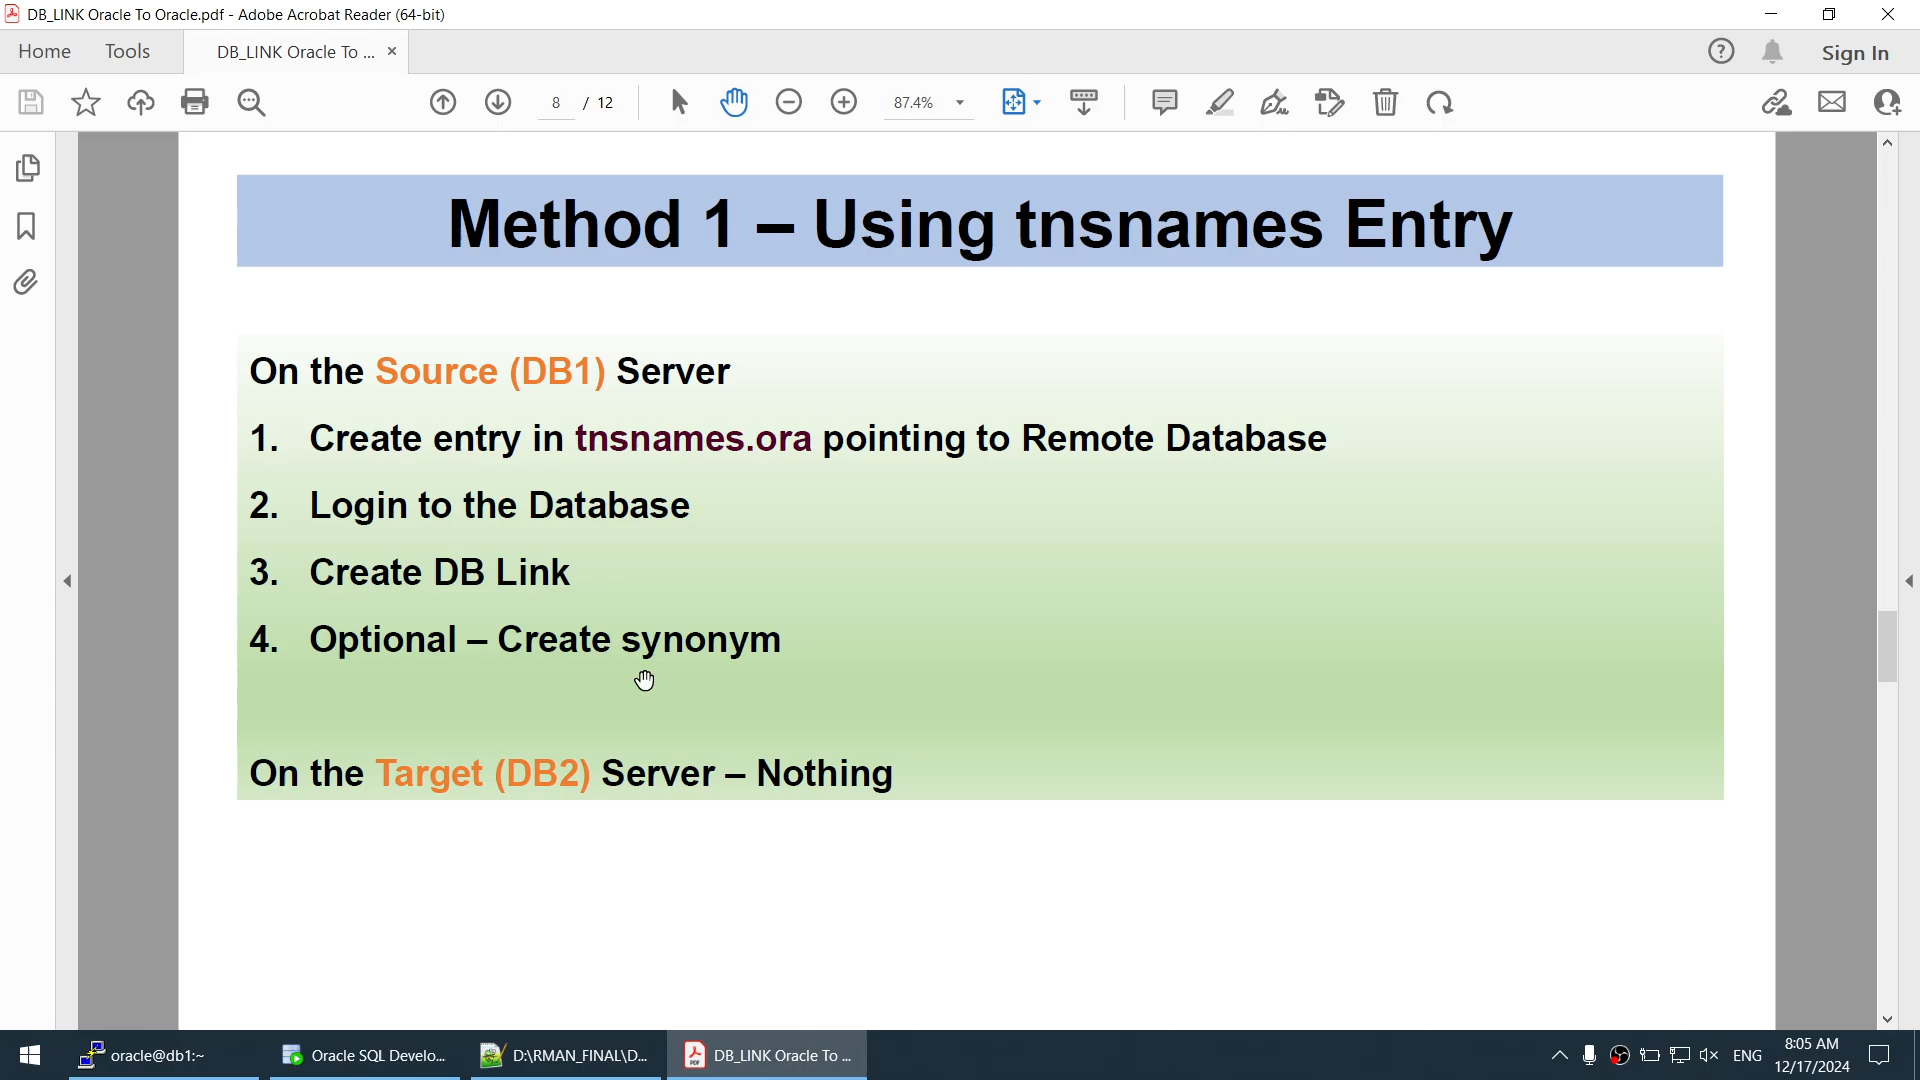 DB_LINK Oracle To Oracle.pdf - Adobe Acrobat Reader (64-bit)
Home Tools DB_LINK Oracle To ... Sign In
8 / 12 87.4%
Method 1 – Using tnsnames Entry
On the Source (DB1) Server
1. Create entry in tnsnames.ora pointing to Remote Database
2. Login to the Database
3. Create DB Link
4. Optional – Create synonym
On the Target (DB2) Server – Nothing
oracle@db1:~ Oracle SQL Develo... D:\RMAN_FINAL\D... DB_LINK Oracle To ... ENG 8:05 AM
12/17/2024